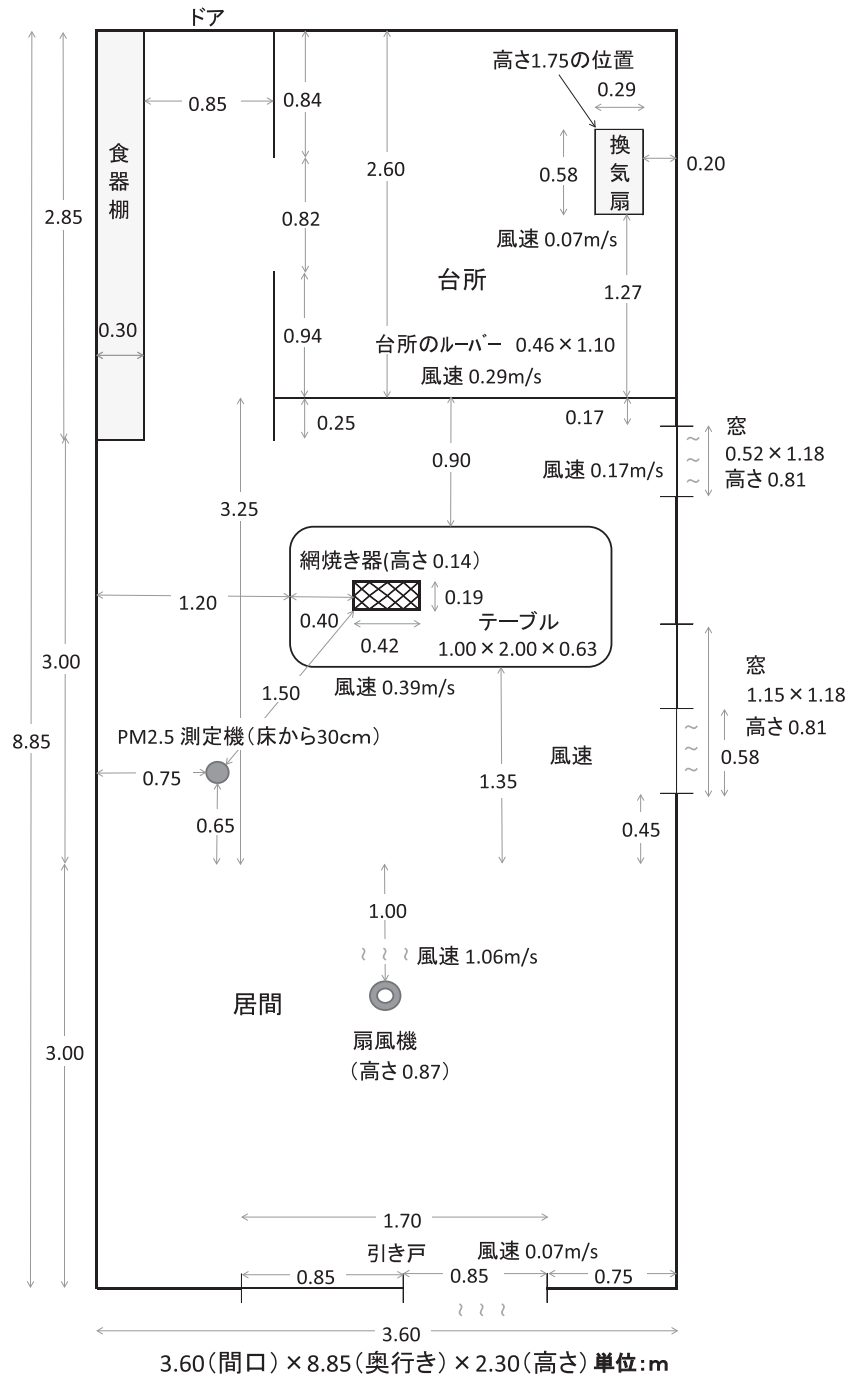 ドア
高さ1.75の位置
0.29
0.85
0.84
食器棚
換気扇
2.60
0.58
0.20
2.85
0.82
風速 0.07m/s
台所
1.27
0.30
0.94
台所のルーバー 0.46×1.10
風速 0.29m/s
0.25
0.17
窓
0.52×1.18
高さ0.81
0.90
風速 0.17m/s
3.25
網焼き器(高さ0.14)
1.20
0.40
0.19
0.42
テーブル
1.00×2.00×0.63
3.00
1.50
風速 0.39m/s
窓
1.15×1.18
高さ0.81
8.85
PM2.5 測定機(床から30cm)
風速
0.58
0.75
1.35
0.65
0.45
1.00
風速 1.06m/s
居間
扇風機
(高さ0.87)
3.00
1.70
引き戸
風速 0.07m/s
0.85
0.85
0.75
3.60
3.60(間口)×8.85(奥行き)×2.30(高さ) 単位:m